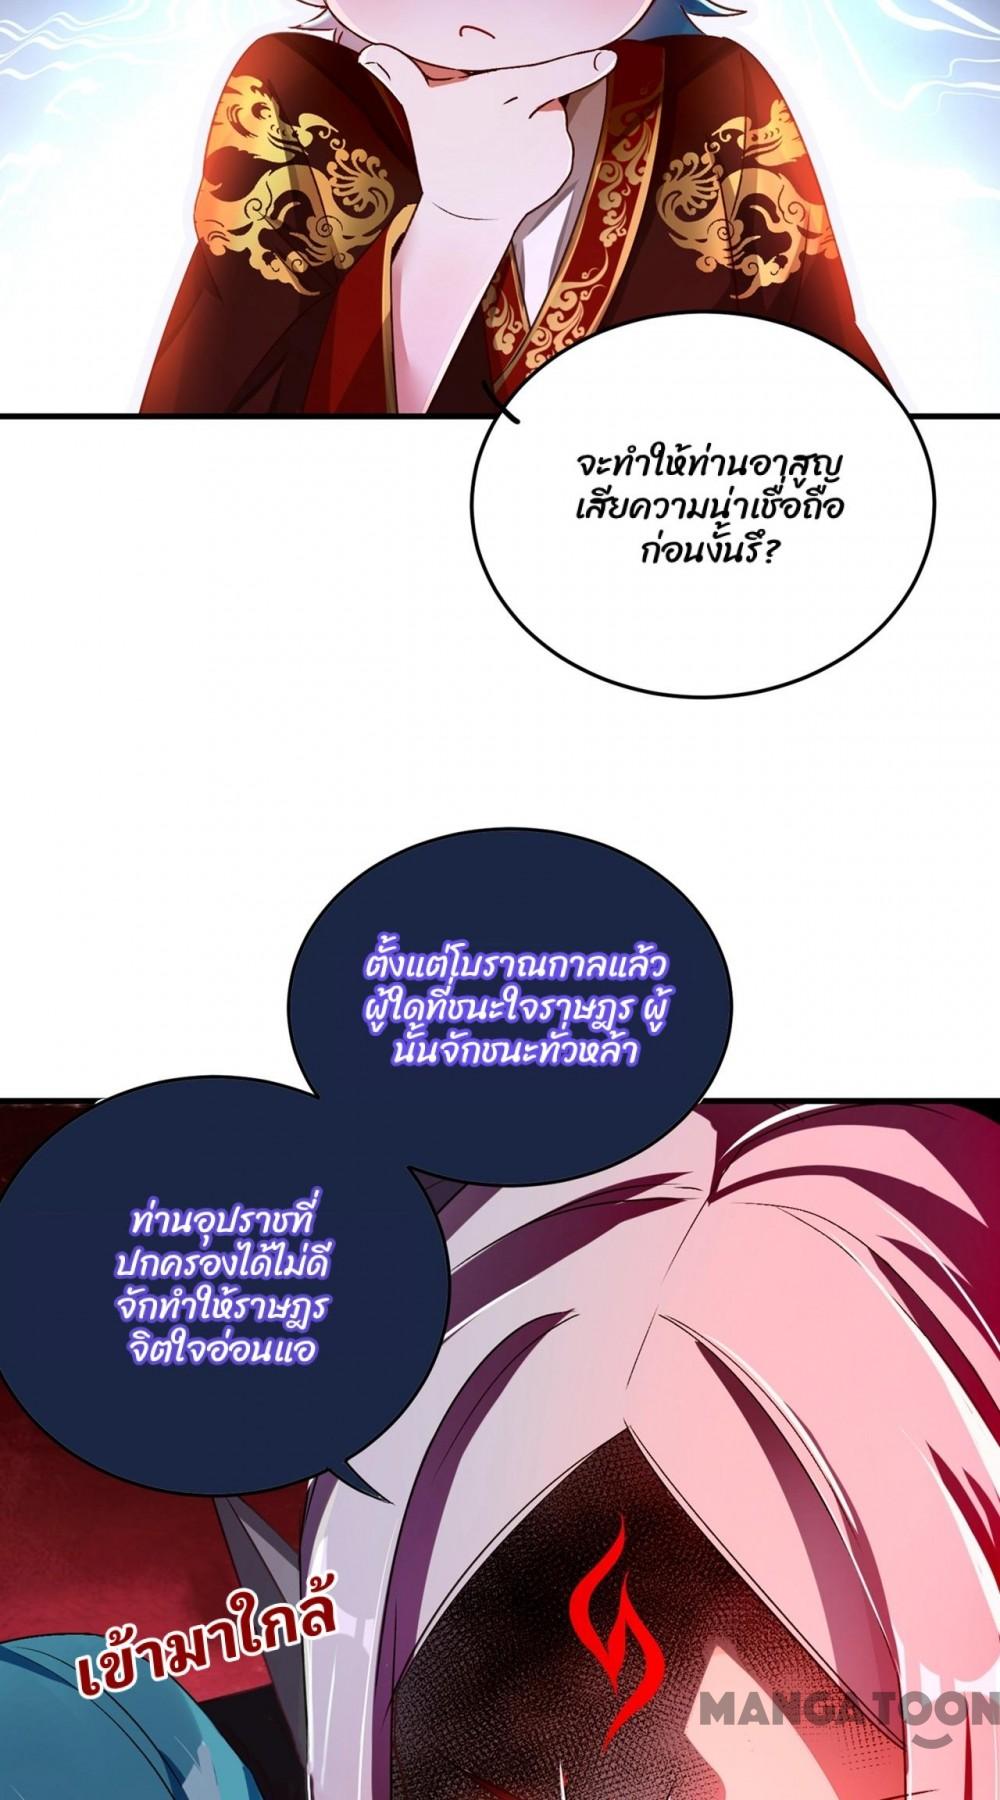 จะทำให้ท่านอาสูญ
เสียความน่าเชื่อถือ
ก่อนงั้นรึ?
ตั้งแต่โบราณกาลแล้ว
ผู้ใดที่ชนะใจราษฎร ผู้
นั้นจักชนะทั่วหล้า
ท่านอุปราชที่
ปกครองได้ไม่ดี
จักทำให้ราษฎร
จิตใจอ่อนแอ
เข้ามาใกล้
MANGA TOON